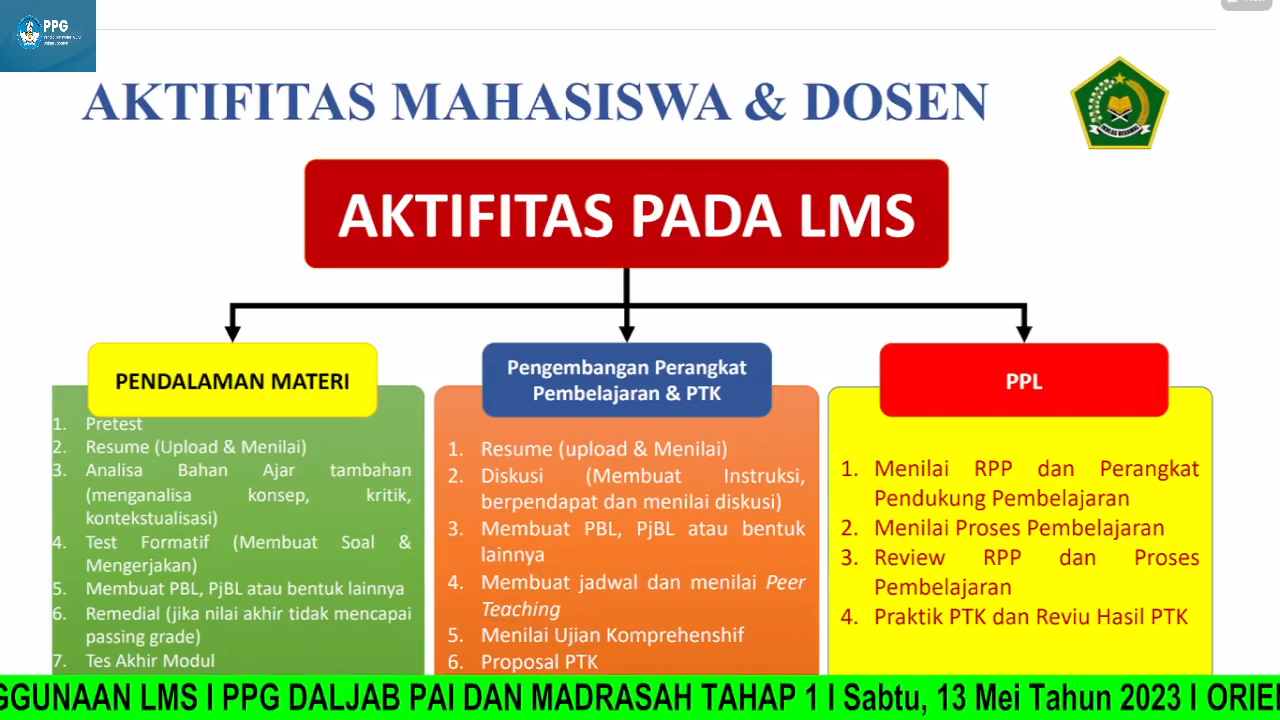 PPG
AKTIFITAS MAHASISWA & DOSEN
IKHLAS BERAMAL
AKTIFITAS PADA LMS
PENDALAMAN MATERI
1. Pretest
2. Resume (Upload & Menilai)
3. Analisa Bahan Ajar tambahan
(menganalisa konsep, kritik,
kontekstualisasi)
4. Test Formatif (Membuat Soal &
Mengerjakan)
5. Membuat PBL, PjBL atau bentuk lainnya
6. Remedial (jika nilai akhir tidak mencapai
passing grade)
7. Tes Akhir Modul
Pengembangan Perangkat
Pembelajaran & PTK
1. Resume (upload & Menilai)
2. Diskusi (Membuat Instruksi,
berpendapat dan menilai diskusi)
3. Membuat PBL, PjBL atau bentuk
lainnya
4. Membuat jadwal dan menilai Peer
Teaching
5. Menilai Ujian Komprehenshif
6. Proposal PTK
PPL
1. Menilai RPP dan Perangkat
Pendukung Pembelajaran
2. Menilai Proses Pembelajaran
3. Review RPP dan Proses
Pembelajaran
4. Praktik PTK dan Reviu Hasil PTK
GGUNAAN LMS I PPG DALJAB PAI DAN MADRASAH TAHAP 1 I Sabtu, 13 Mei Tahun 2023 I ORIE